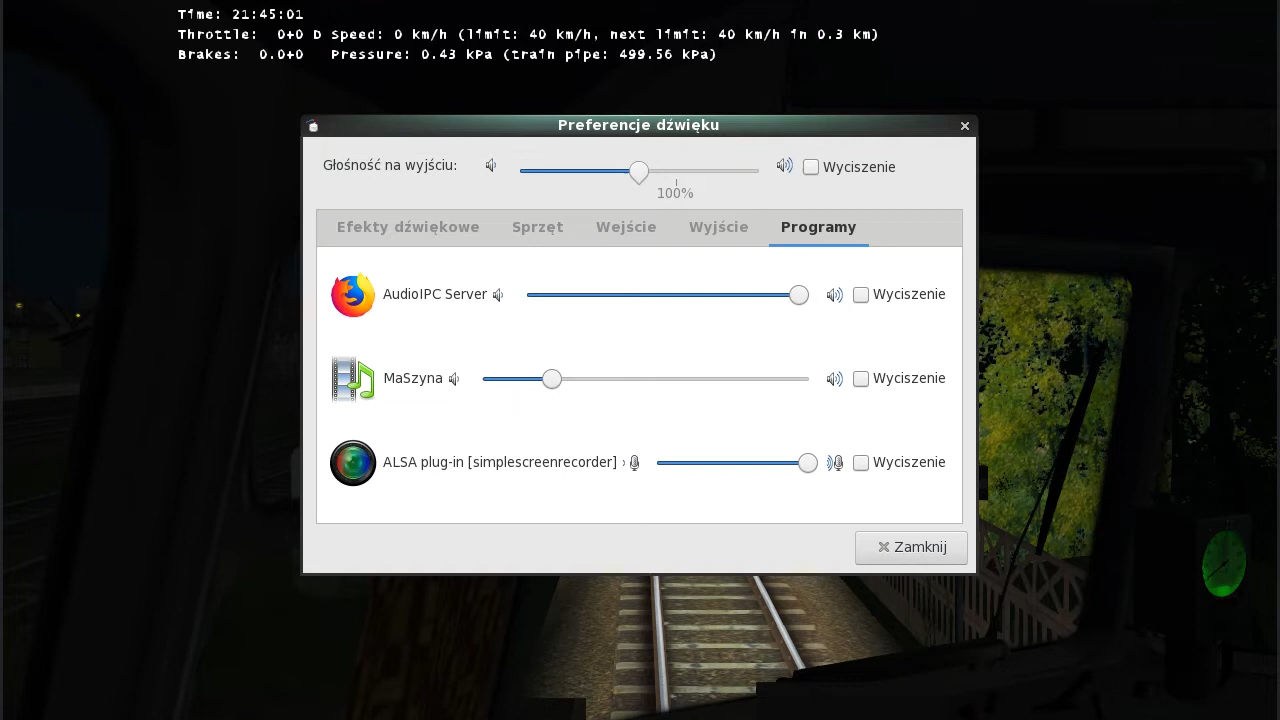 Time: 21:45:01
Throttle: 0+0 D Speed: 0 km/h (limit: 40 km/h, next limit: 40 km/h in 0.3 km)
Brakes: 0.0+0 Pressure: 0.43 kPa (train pipe: 499.56 kPa)
Preferencje dźwięku
Głośność na wyjściu:
Wyciszenie
100%
Efekty dźwiękowe Sprzęt Wejście Wyjście Programy
AudioIPC Server Wyciszenie
MaSzyna Wyciszenie
ALSA plug-in [simplescreenrecorder] Wyciszenie
Zamknij